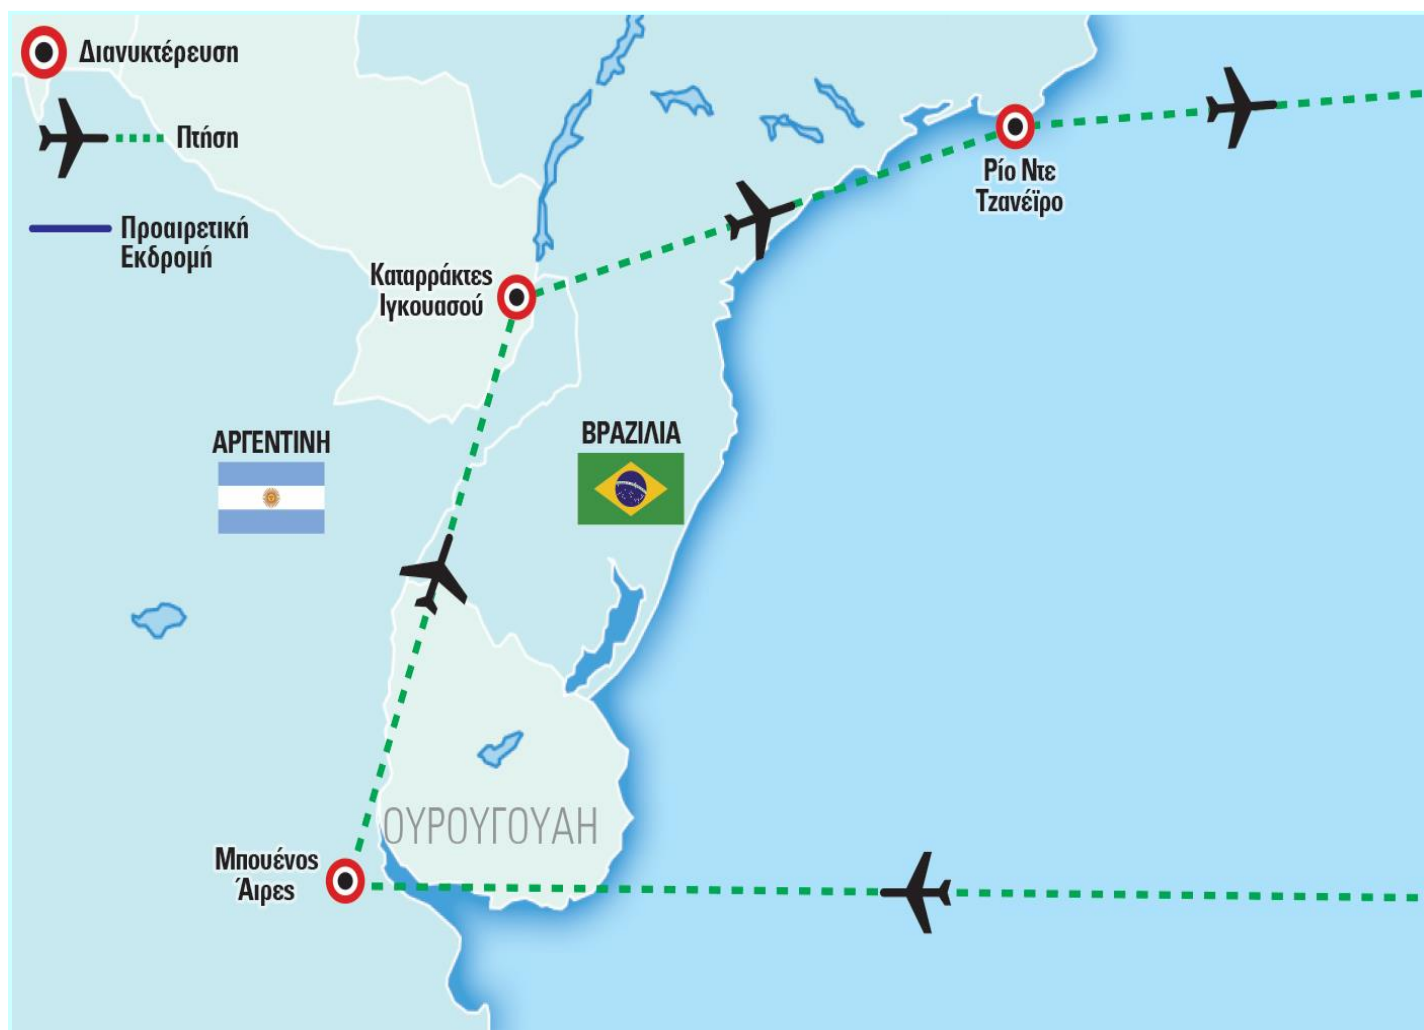 Διανυκτέρευση
Πτήση
Προαιρετική
Εκδρομή
Ρίο Ντε
Τζανέϊρο
Καταρράκτες
Ιγκουασού
ΑΡΓΕΝΤΙΝΗ
ΒΡΑΖΙΛΙΑ
ΟΥΡΟΥΓΟΥΑΗ
Μπουένος
Άιρες